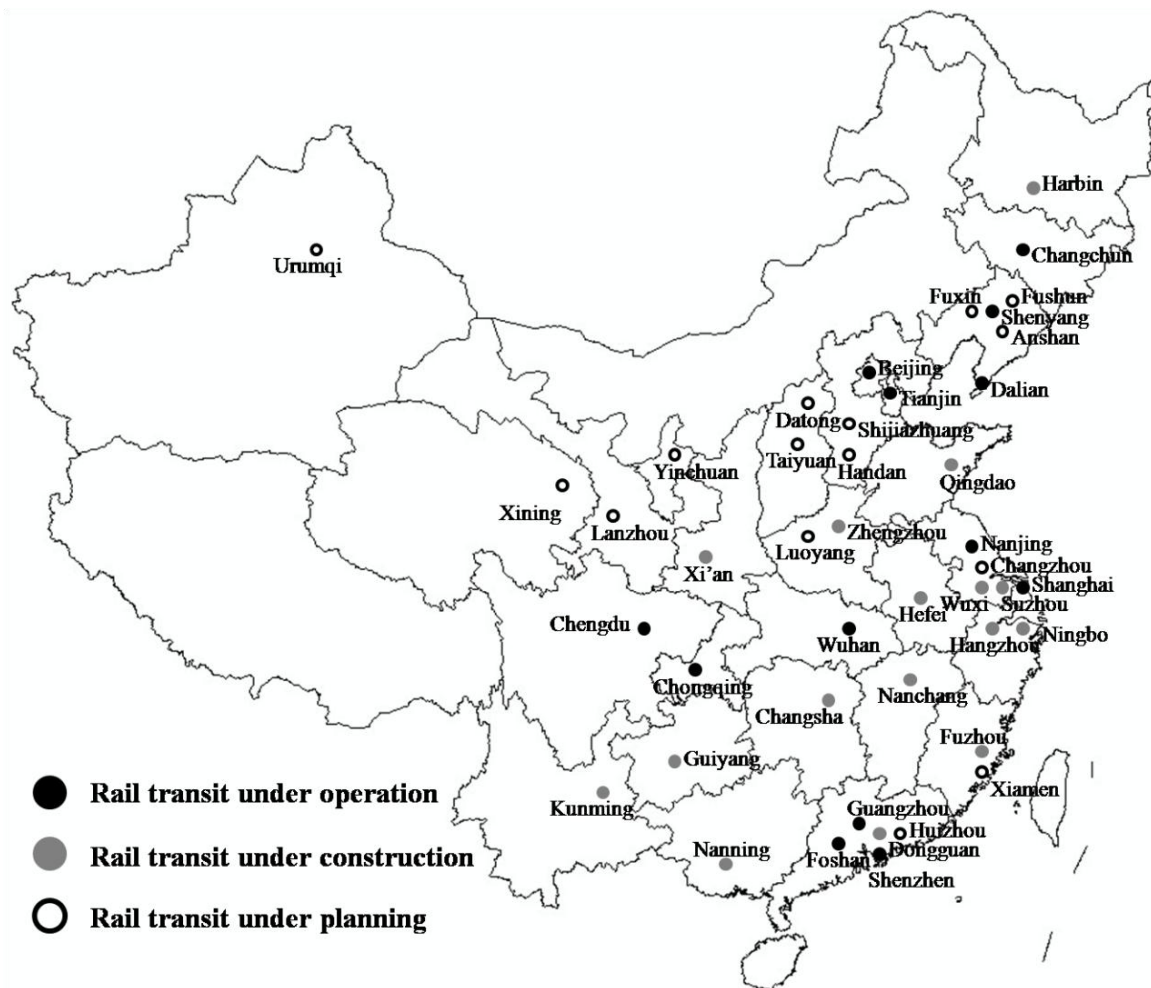 Harbin
Urumqi
Changchun
Fuxin
Fushun
Shenyang
Anshan
Beijing
Dalian
Tianjin
Datong
Shijiazhuang
Taiyuan
Yinchuan
Handan
Qingdao
Xining
Lanzhou
Zhengzhou
Luoyang
Nanjing
Xi'an
Changzhou
Shanghai
Wuxi
Suzhou
Hefei
Chengdu
Wuhan
Hangzhou
Ningbo
Chongqing
Nanchang
Changsha
Fuzhou
Guiyang
Xiamen
Rail transit under operation
Kunming
Guangzhou
Huizhou
Rail transit under construction
Nanning
Foshan
Dongguan
Shenzhen
Rail transit under planning